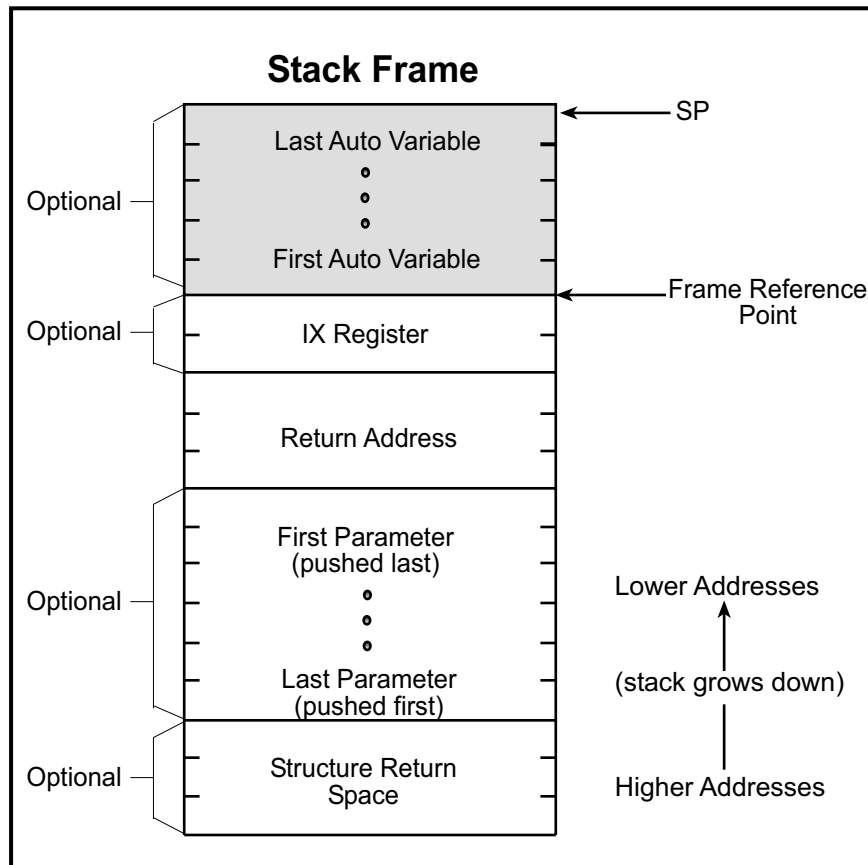 Stack Frame
SP
Last Auto Variable
Optional
First Auto Variable
Frame Reference
Point
Optional
IX Register
Return Address
First Parameter
(pushed last)
Optional
Lower Addresses
Last Parameter
(pushed first)
(stack grows down)
Optional
Structure Return
Space
Higher Addresses